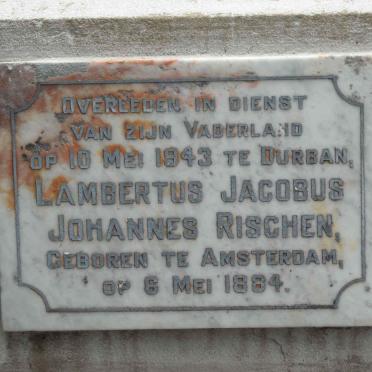 OVERLEDEN IN DIENST
VAN ZIJN VADERLAND
OP 10 MEI 1943 TE DURBAN,
LAMBERTUS JACOBUS
JOHANNES RISCHEN,
GEBOREN TE AMSTERDAM,
OP 6 MEI 1884.